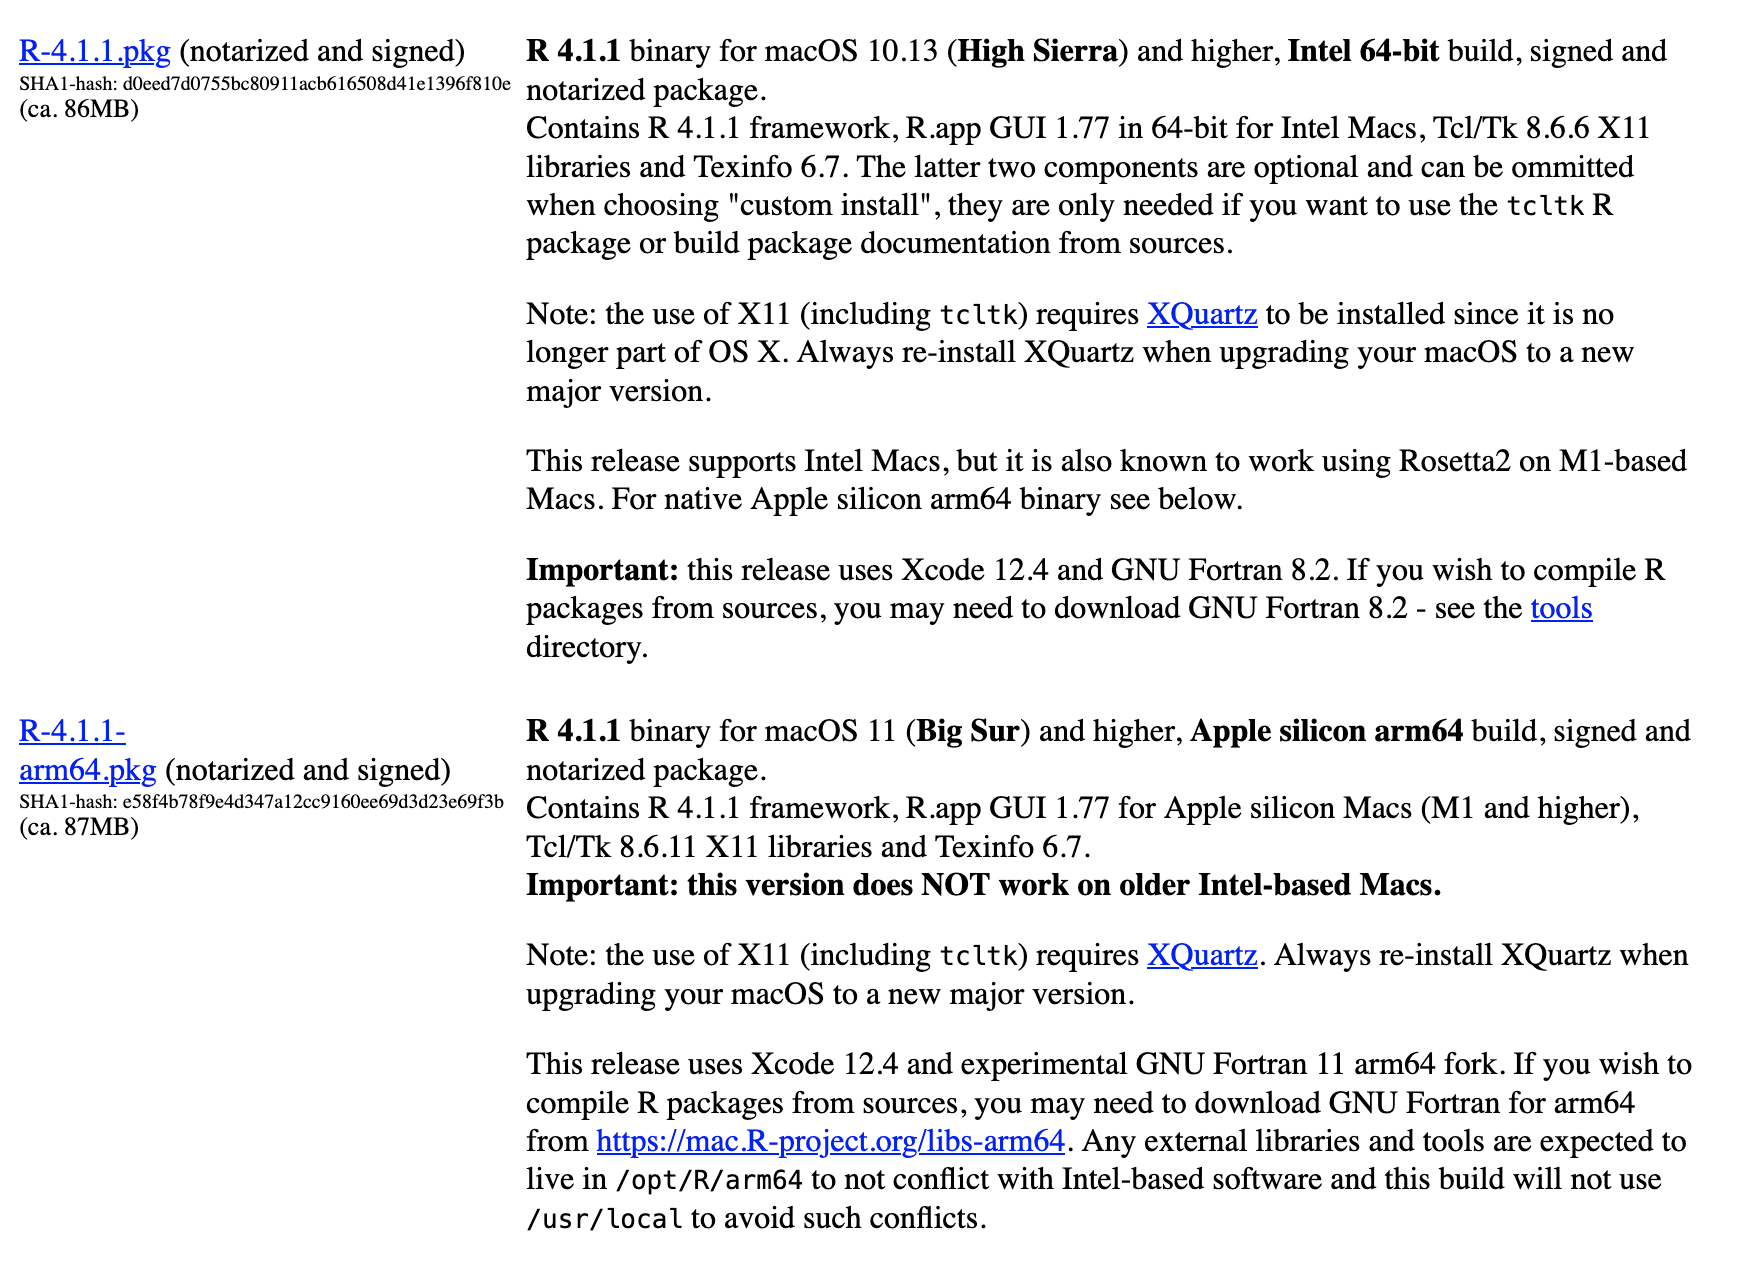 R-4.1.1.pkg (notarized and signed)
SHA1-hash: d0eed7d0755bc80911acb616508d41e1396f810e
(ca. 86MB)
R 4.1.1 binary for macOS 10.13 (High Sierra) and higher, Intel 64-bit build, signed and
notarized package.
Contains R 4.1.1 framework, R.app GUI 1.77 in 64-bit for Intel Macs, Tcl/Tk 8.6.6 X11
libraries and Texinfo 6.7. The latter two components are optional and can be ommitted
when choosing "custom install", they are only needed if you want to use the tcltk R
package or build package documentation from sources.
Note: the use of X11 (including tcltk) requires XQuartz to be installed since it is no
longer part of OS X. Always re-install XQuartz when upgrading your macOS to a new
major version.
This release supports Intel Macs, but it is also known to work using Rosetta2 on M1-based
Macs. For native Apple silicon arm64 binary see below.
Important: this release uses Xcode 12.4 and GNU Fortran 8.2. If you wish to compile R
packages from sources, you may need to download GNU Fortran 8.2 - see the tools
directory.
R-4.1.1-
arm64.pkg (notarized and signed)
SHA1-hash: e58f4b78f9e4d347a12cc9160ee69d3d23e69f3b
(ca. 87MB)
R 4.1.1 binary for macOS 11 (Big Sur) and higher, Apple silicon arm64 build, signed and
notarized package.
Contains R 4.1.1 framework, R.app GUI 1.77 for Apple silicon Macs (M1 and higher),
Tcl/Tk 8.6.11 X11 libraries and Texinfo 6.7.
Important: this version does NOT work on older Intel-based Macs.
Note: the use of X11 (including tcltk) requires XQuartz. Always re-install XQuartz when
upgrading your macOS to a new major version.
This release uses Xcode 12.4 and experimental GNU Fortran 11 arm64 fork. If you wish to
compile R packages from sources, you may need to download GNU Fortran for arm64
from https://mac.R-project.org/libs-arm64. Any external libraries and tools are expected to
live in /opt/R/arm64 to not conflict with Intel-based software and this build will not use
/usr/local to avoid such conflicts.